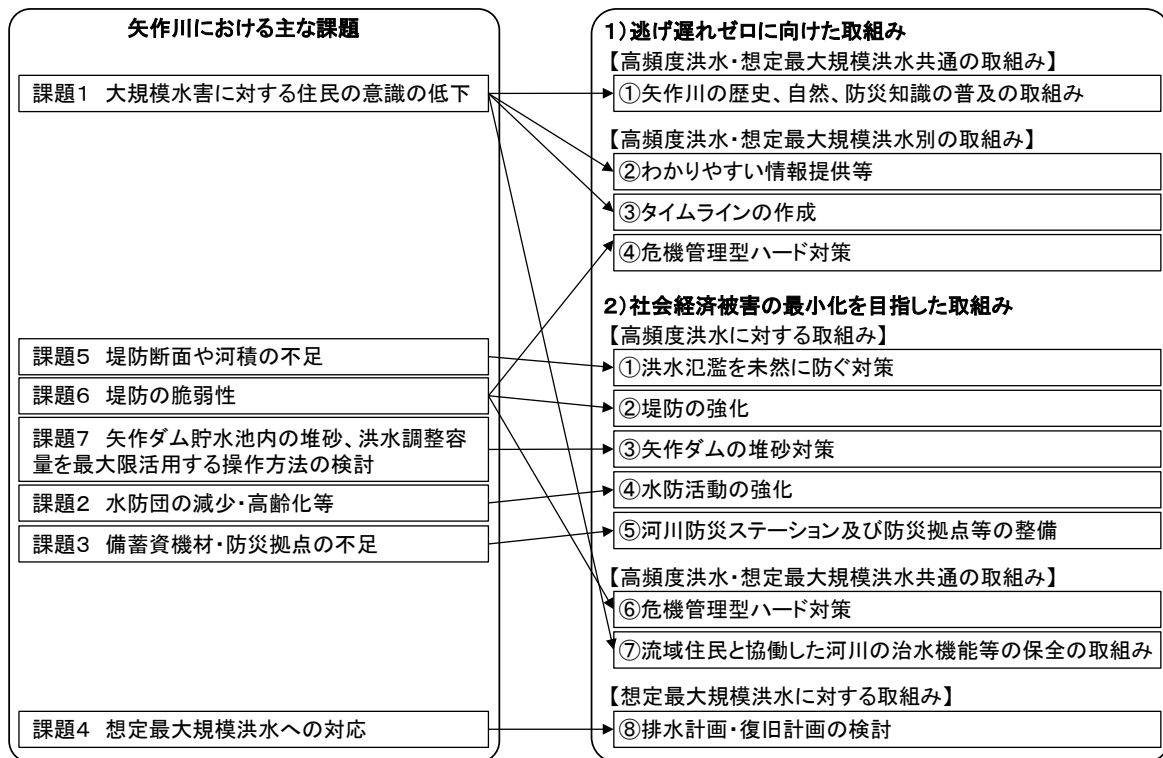 矢作川における主な課題
課題1 大規模水害に対する住民の意識の低下
課題5 堤防断面や河積の不足
課題6 堤防の脆弱性
課題7 矢作ダム貯水池内の堆砂、洪水調整容
量を最大限活用する操作方法の検討
課題2 水防団の減少・高齢化等
課題3 備蓄資機材・防災拠点の不足
課題4 想定最大規模洪水への対応
1)逃げ遅れゼロに向けた取組み
【高頻度洪水・想定最大規模洪水共通の取組み】
①矢作川の歴史、自然、防災知識の普及の取組み
【高頻度洪水・想定最大規模洪水別の取組み】
②わかりやすい情報提供等
③タイムラインの作成
④危機管理型ハード対策
2)社会経済被害の最小化を目指した取組み
【高頻度洪水に対する取組み】
①洪水氾濫を未然に防ぐ対策
②堤防の強化
③矢作ダムの堆砂対策
④水防活動の強化
⑤河川防災ステーション及び防災拠点等の整備
【高頻度洪水・想定最大規模洪水共通の取組み】
⑥危機管理型ハード対策
⑦流域住民と協働した河川の治水機能等の保全の取組み
【想定最大規模洪水に対する取組み】
⑧排水計画・復旧計画の検討